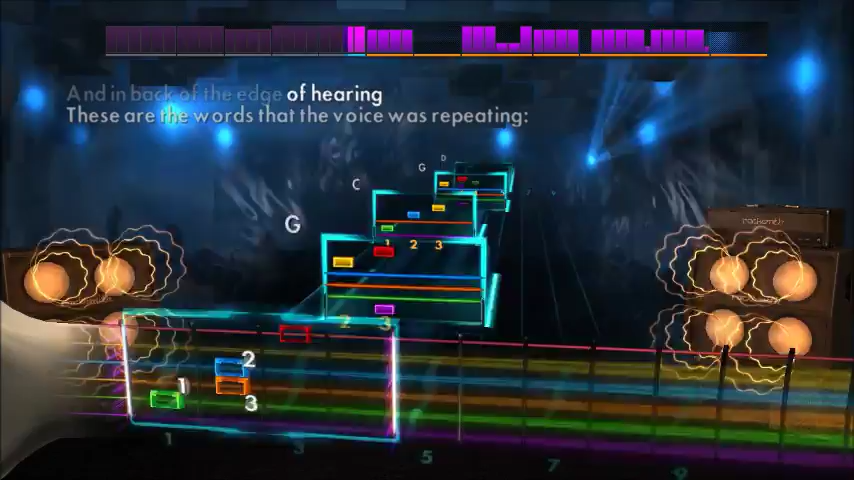 And in back of the edge of hearing
These are the words that the voice was repeating:
D
G
C
G
1 2 3
2 3
2
1
3
1 3 5 7 9